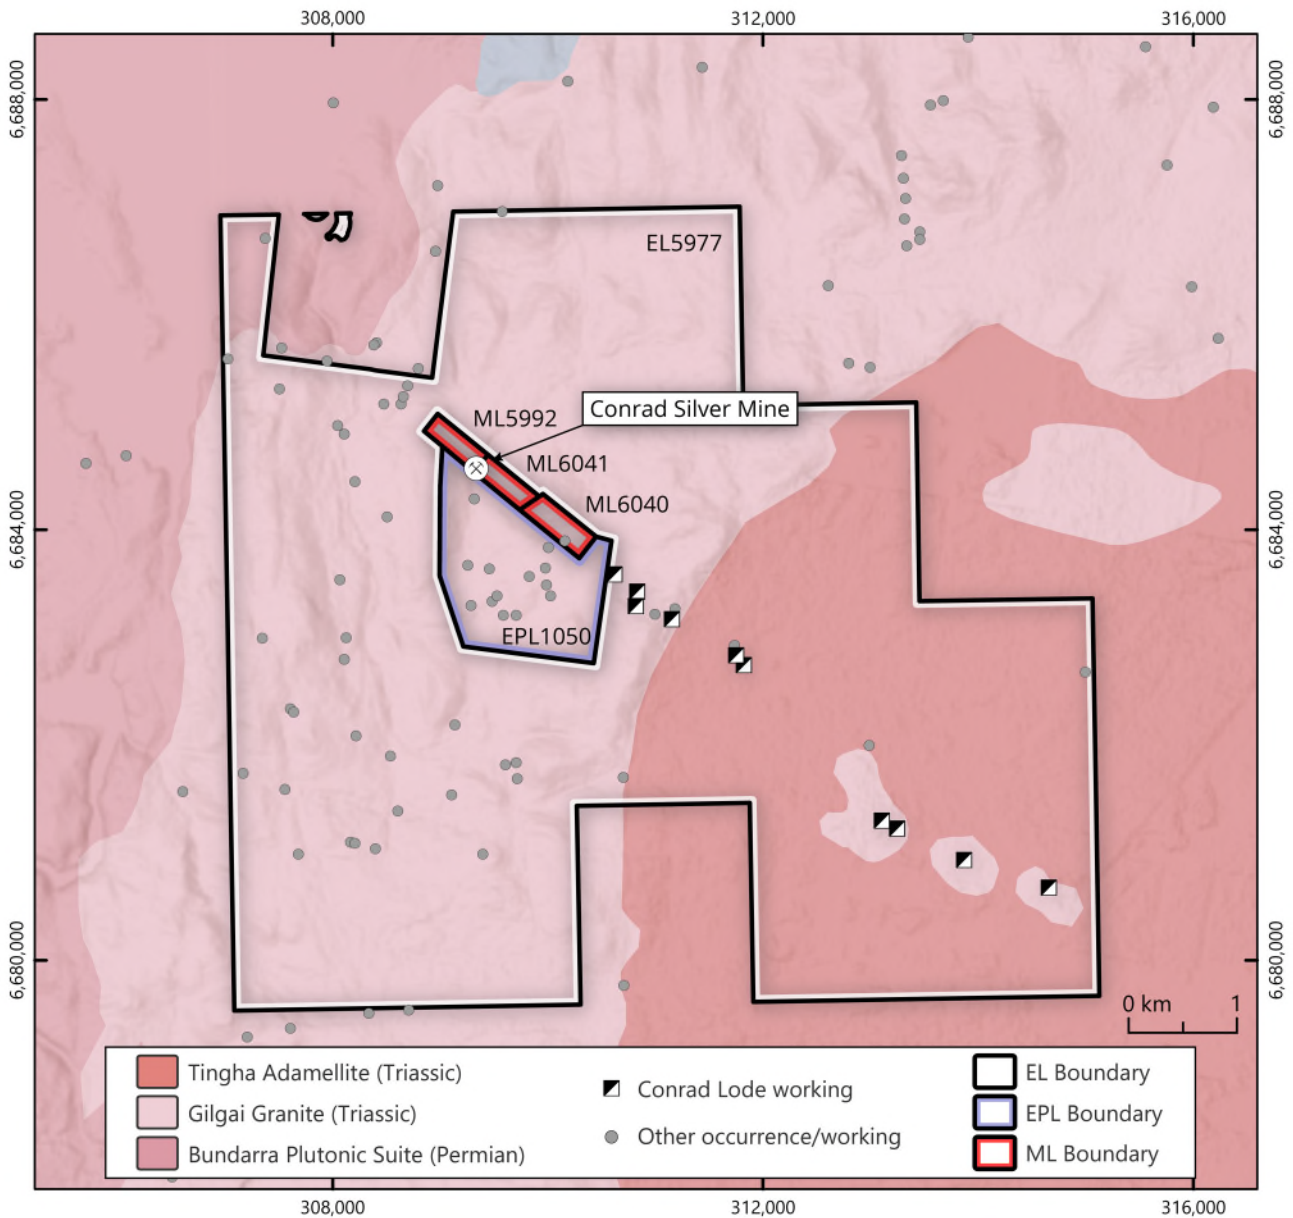 308,000 312,000 316,000
6,688,000 6,688,000
EL5977
Conrad Silver Mine
ML5992
ML6041
ML6040
6,684,000 6,684,000
EPL1050
6,680,000 6,680,000
0 km 1
Tingha Adamellite (Triassic)
Gilgai Granite (Triassic)
Bundarra Plutonic Suite (Permian)
Conrad Lode working
Other occurrence/working
EL Boundary
EPL Boundary
ML Boundary
308,000 312,000 316,000